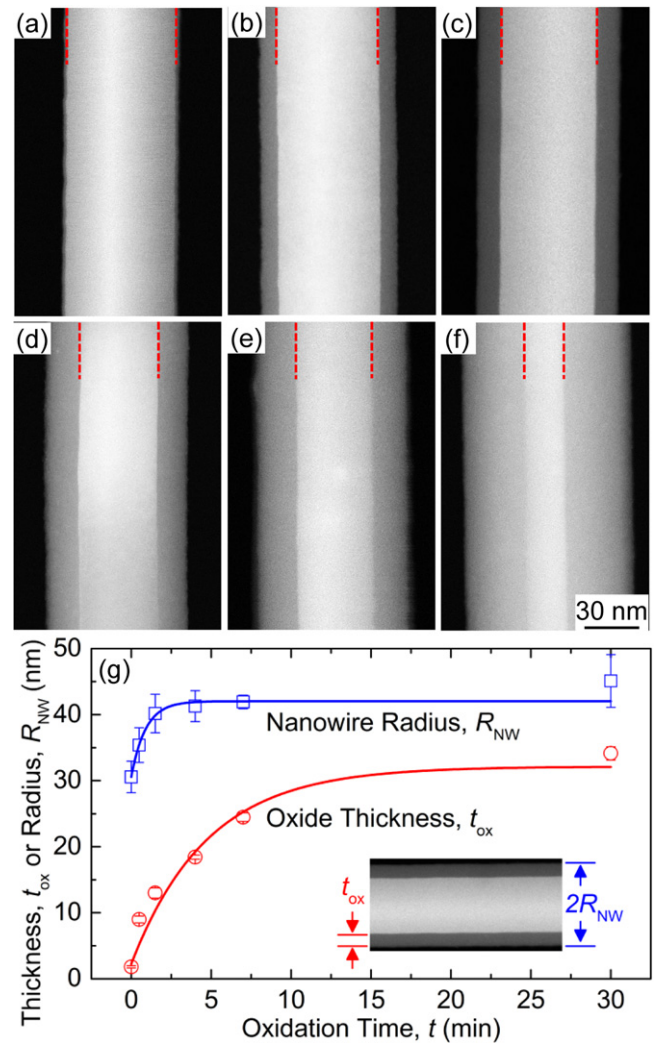 (a)
(b)
(c)
(d)
(e)
(f)
30 nm
(g)
Thickness, tox or Radius, RNW (nm)
50
40
30
20
10
0
Nanowire Radius, RNW
Oxide Thickness, tox
tox
2RNW
0 5 10 15 20 25 30
Oxidation Time, t (min)